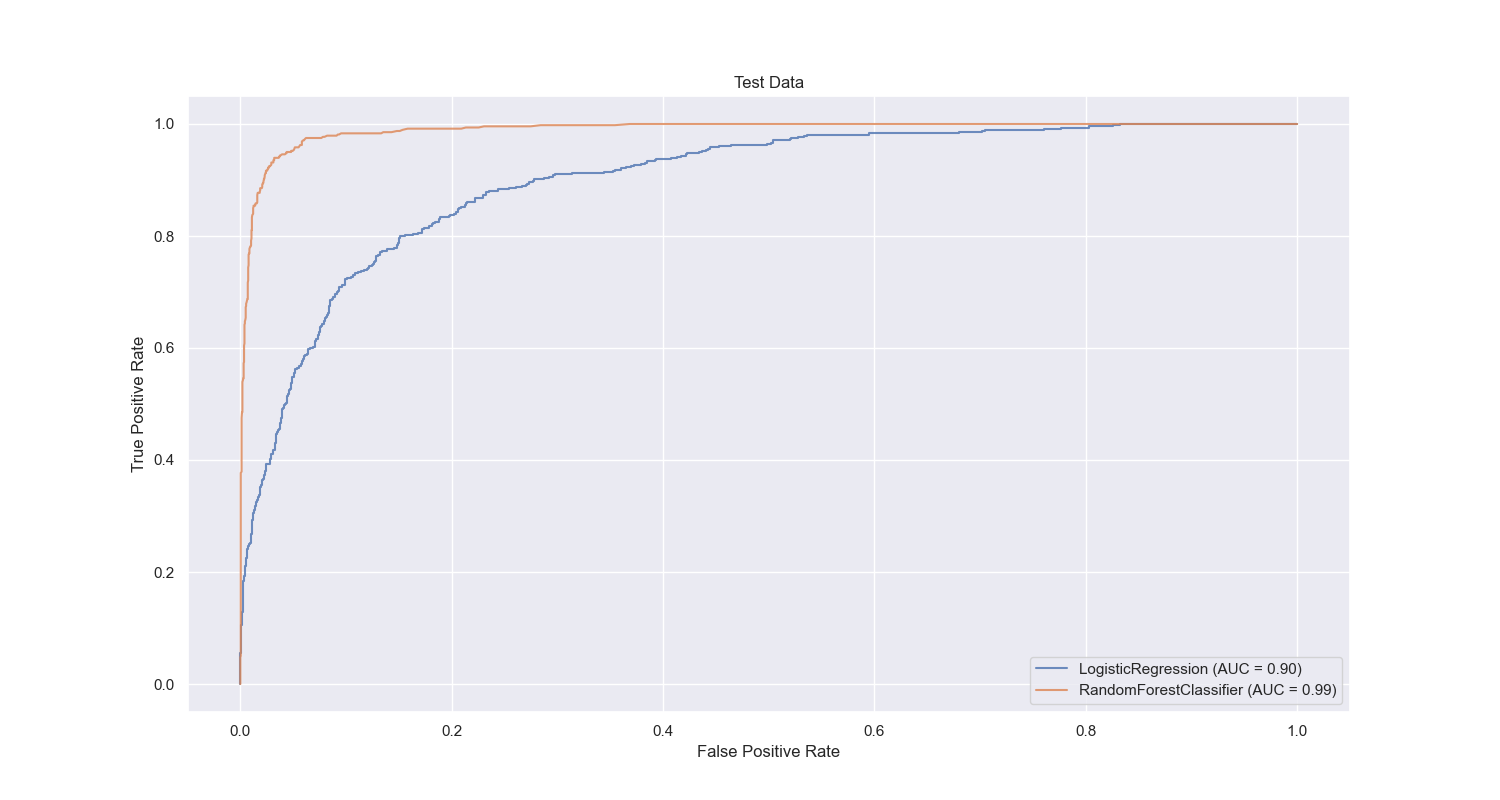 Test Data
True Positive Rate
1.0
0.8
0.6
0.4
0.2
0.0
LogisticRegression (AUC = 0.90)
RandomForestClassifier (AUC = 0.99)
0.0 0.2 0.4 0.6 0.8 1.0
False Positive Rate